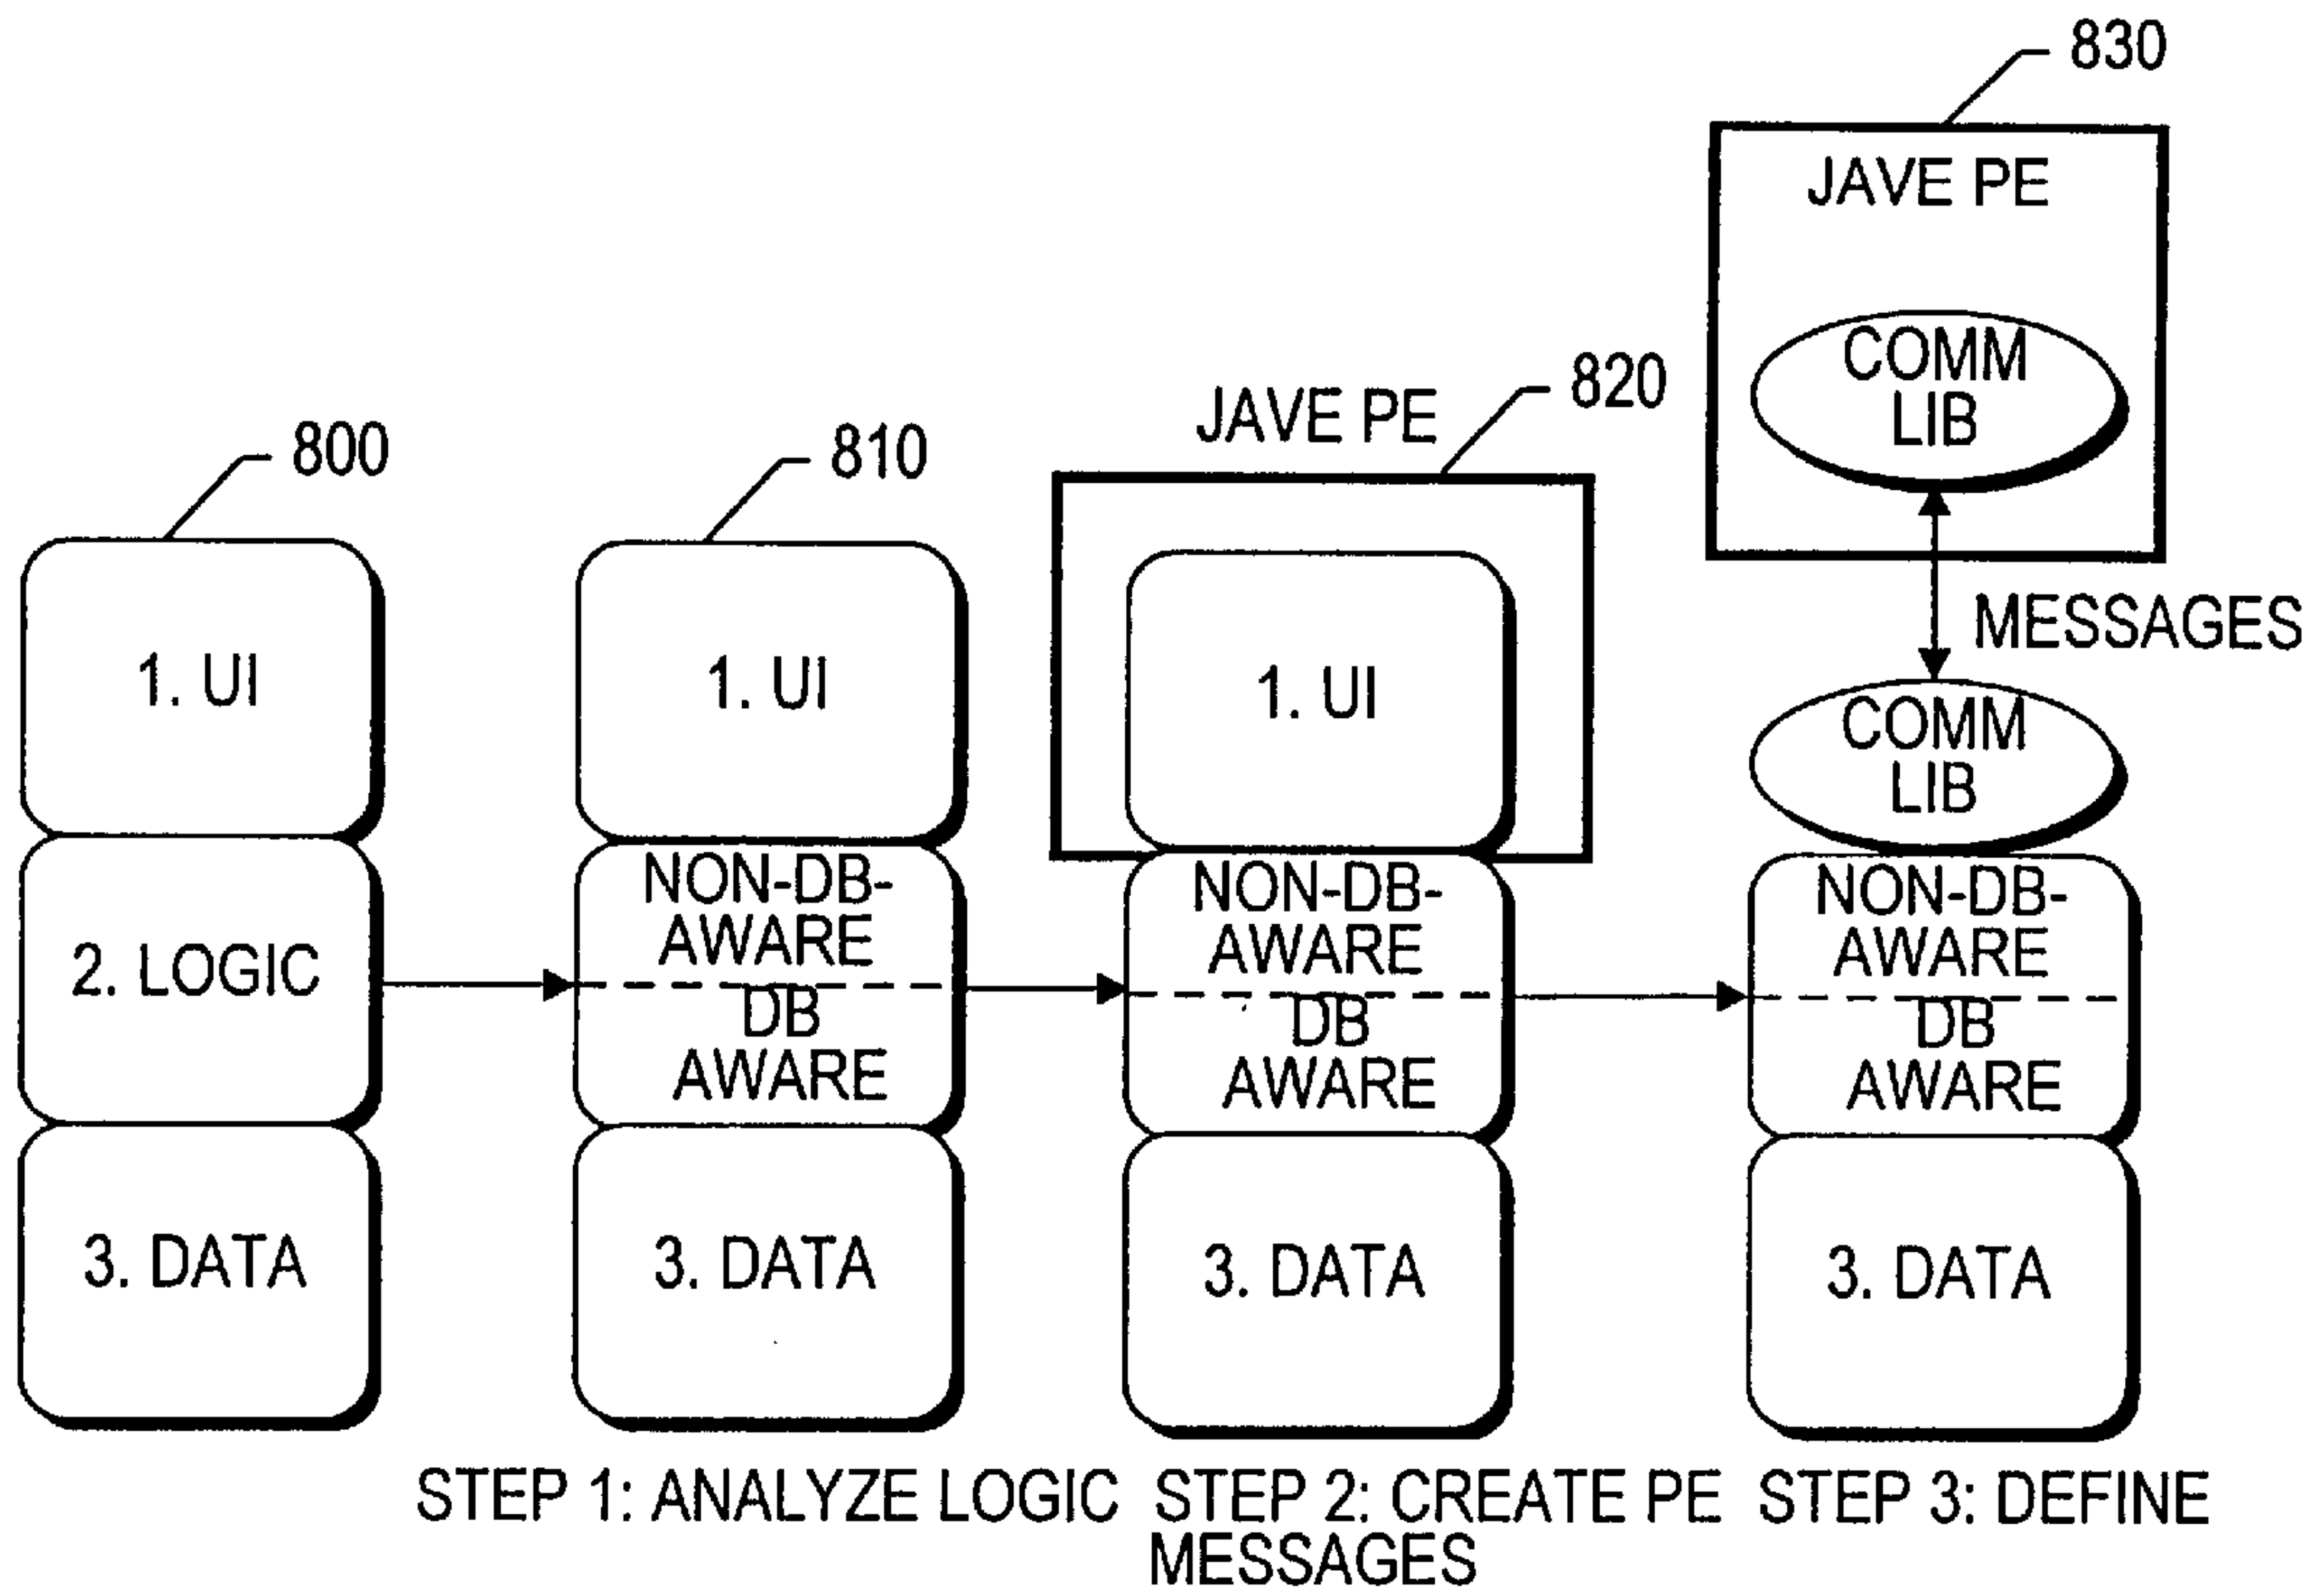 830
JAVE PE
COMM
LIB
MESSAGES
COMM
LIB
NON-DB-
AWARE
DB
AWARE
3. DATA
820
JAVE PE
1. UI
NON-DB-
AWARE
DB
AWARE
3. DATA
810
1. UI
NON-DB-
AWARE
DB
AWARE
3. DATA
800
1. UI
2. LOGIC
3. DATA
STEP 1: ANALYZE LOGIC STEP 2: CREATE PE STEP 3: DEFINE
MESSAGES